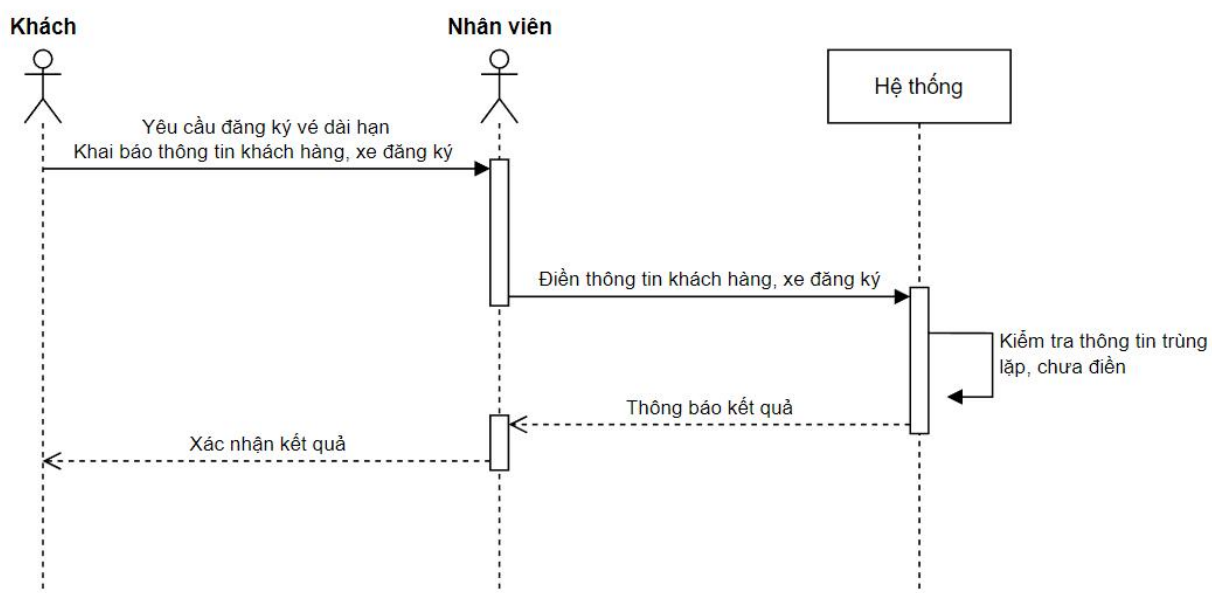 Khách
Nhân viên
Hệ thống
Yêu cầu đăng ký vé dài hạn
Khai báo thông tin khách hàng, xe đăng ký
Điền thông tin khách hàng, xe đăng ký
Kiểm tra thông tin trùng
lặp, chưa điền
Thông báo kết quả
Xác nhận kết quả